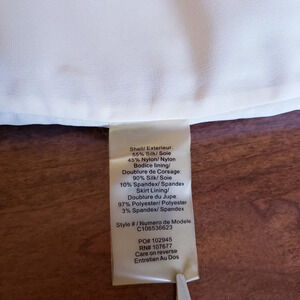 Shell/ Exterieur:
55% Silk/ Soie
45% Nylon/ Nylon
Bodice lining/
Doublure de Corsage
90% Silk/ Soie
10% Spandex/ Spandex
Skirt Lining/
Doublure du Jupe:
97% Polyester/ Polyester
3% Spandex/ Spandex
Style # / Numero de Modele
C106536623
PO# 102945
RN# 107677
Care on reverse
Entretien Au Dos